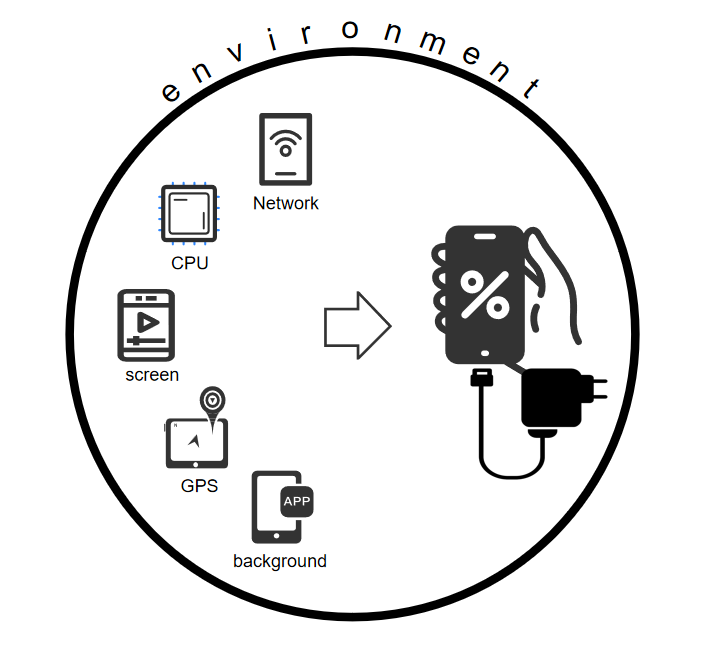 environment
Network
CPU
screen
GPS
APP
background
%